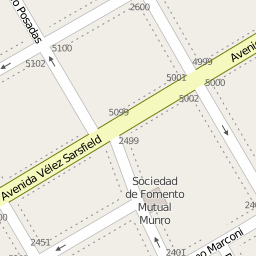 2600
o Posadas
5100
5102
Avenid
4999
5001
5000
5002
5099
2499
Avenida Vélez Sarsfield
Sociedad
de Fomento
Mutual
Munro
2451
2401
o Marconi